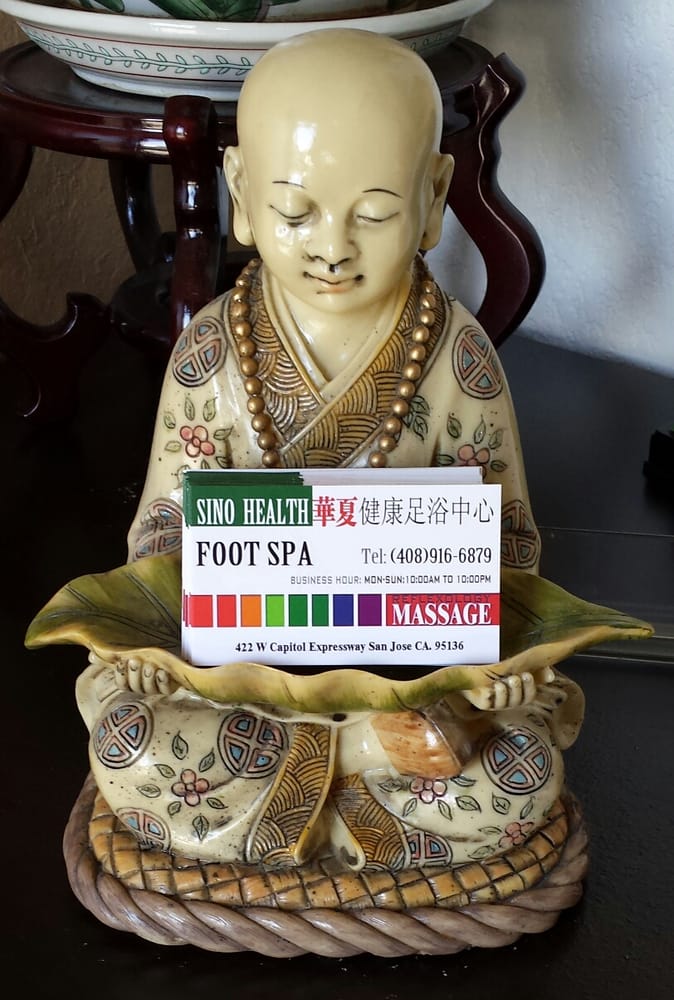 SINO HEALTH 華夏健康足浴中心
FOOT SPA Tel: (408)916-6879
BUSINESS HOUR: MON-SUN:10:00AM TO 10:00PM
REFLEXOLOGY
MASSAGE
422 W Capitol Expressway San Jose CA. 95136